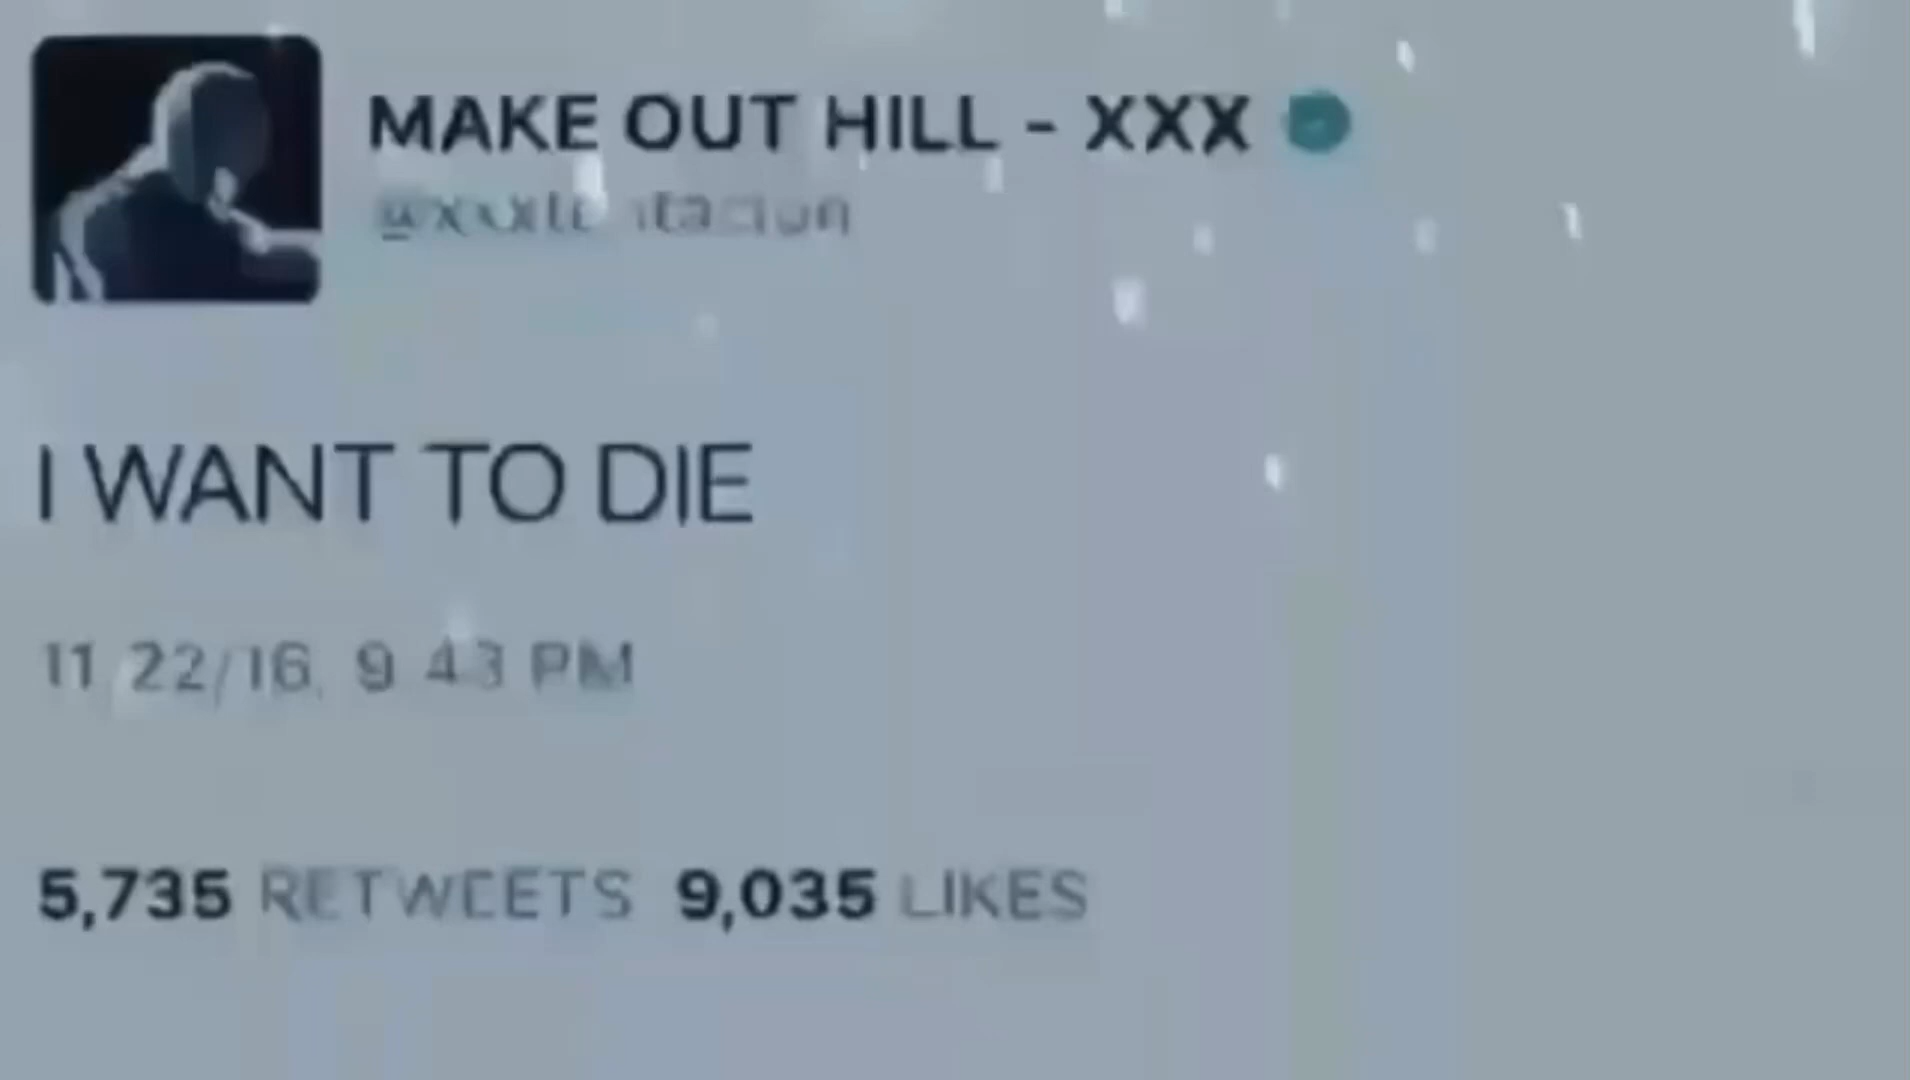 MAKE OUT HILL - XXX
@xxxtentacion
I WANT TO DIE
11/22/16, 9:43 PM
5,735 RETWEETS 9,035 LIKES